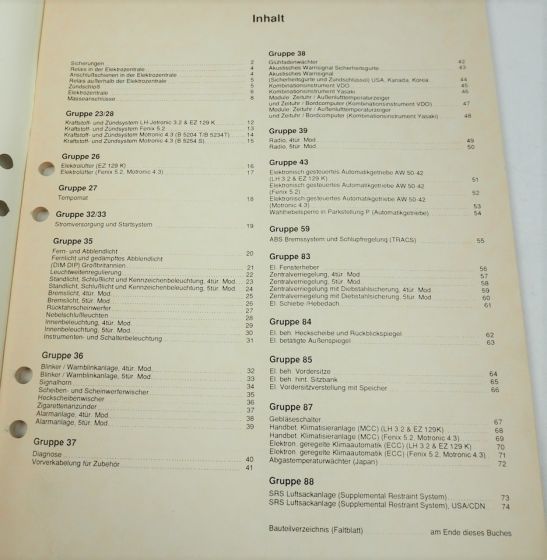 Inhalt
Sicherungen 2
Relais in der Elektrozentrale 4
Anschlußschienen in der Elektrozentrale 4
Relais außerhalb der Elektrozentrale 5
Zündschloß 5
Elektrozentrale 6
Masseanschlüsse 8
Gruppe 23/28
Kraftstoff- und Zündsystem LH-Jetronic 3.2 & EZ 129 K 12
Kraftstoff- und Zündsystem Fenix 5.2 13
Kraftstoff- und Zündsystem Motronic 4.3 (B 5204 T/B 5234T) 14
Kraftstoff- und Zündsystem Motronic 4.3 (B 5254 S) 15
Gruppe 26
Elektrolüfter (EZ 129 K) 16
Elektrolüfter (Fenix 5.2, Motronic 4.3) 17
Gruppe 27
Tempomat 18
Gruppe 32/33
Stromversorgung und Startsystem 19
Gruppe 35
Fern- und Abblendlicht 20
Fernlicht und gedämpftes Abblendlicht
(DIM DIP) Großbritannien 21
Leuchtweitenregulierung 22
Standlicht, Schlußlicht und Kennzeichenbeleuchtung, 4tür. Mod. 23
Standlicht, Schlußlicht und Kennzeichenbeleuchtung, 5tür. Mod. 24
Bremslicht, 4tür. Mod. 25
Bremslicht, 5tür. Mod. 26
Rückfahrscheinwerfer 27
Nebelschlußleuchten 28
Innenbeleuchtung, 4tür. Mod. 29
Innenbeleuchtung, 5tür. Mod. 30
Instrumenten- und Schalterbeleuchtung 31
Gruppe 36
Blinker / Warnblinkanlage, 4tür. Mod. 32
Blinker / Warnblinkanlage, 5tür. Mod. 33
Signalhorn 34
Scheiben- und Scheinwerferwischer 35
Heckscheibenwischer 36
Zigarettenanzünder 37
Alarmanlage, 4tür. Mod. 38
Alarmanlage, 5tür. Mod. 39
Gruppe 37
Diagnose 40
Vorverkabelung für Zubehör 41
Gruppe 38
Glühfadenwächter 42
Akustisches Warnsignal Sicherheitsgurte 43
Akustisches Warnsignal
(Sicherheitsgurte und Zündschlüssel) USA, Kanada, Korea 44
Kombinationsinstrument VDO 45
Kombinationsinstrument Yasaki 46
Module: Zeituhr / Außenlufttemperaturanzeiger
und Zeituhr / Bordcomputer (Kombinationsinstrument VDO) 47
Module: Zeituhr / Außenlufttemperaturanzeiger
und Zeituhr / Bordcomputer (Kombinationsinstrument Yasaki) 48
Gruppe 39
Radio, 4tür. Mod. 49
Radio, 5tür. Mod. 50
Gruppe 43
Elektronisch gesteuertes Automatikgetriebe AW 50-42
(LH 3.2 & EZ 129 K) 51
Elektronisch gesteuertes Automatikgetriebe AW 50-42
(Fenix 5.2) 52
Elektronisch gesteuertes Automatikgetriebe AW 50-42
(Motronic 4.3) 53
Wählhebelsperre in Parkstellung P (Automatikgetriebe) 54
Gruppe 59
ABS Bremssystem und Schlupfregelung (TRACS) 55
Gruppe 83
El. Fensterheber 56
Zentralverriegelung, 4tür. Mod. 57
Zentralverriegelung, 5tür. Mod. 58
Zentralverriegelung mit Diebstahlsicherung, 4tür. Mod. 59
Zentralverriegelung mit Diebstahlsicherung, 5tür. Mod. 60
El. Schiebe-/Hebedach 61
Gruppe 84
El. beh. Heckscheibe und Rückblickspiegel 62
El. betätigte Außenspiegel 63
Gruppe 85
El. beh. Vordersitze 64
El. beh. hint. Sitzbank 65
El. Vordersitzverstellung mit Speicher 66
Gruppe 87
Gebläseschalter 67
Handbet. Klimatisieranlage (MCC) (LH 3.2 & EZ 129K) 68
Handbet. Klimatisieranlage (MCC) (Fenix 5.2, Motronic 4.3) 69
Elektron. geregelte Klimaautomatik (ECC) (LH 3.2 & EZ 129 K) 70
Elektron. geregelte Klimaautomatik (ECC) (Fenix 5.2, Motronic 4.3) 71
Abgastemperaturwächter (Japan) 72
Gruppe 88
SRS Luftsackanlage (Supplemental Restraint System) 73
SRS Luftsackanlage (Supplemental Restraint System), USA/CDN 74
Bauteilverzeichnis (Faltblatt) am Ende dieses Buches